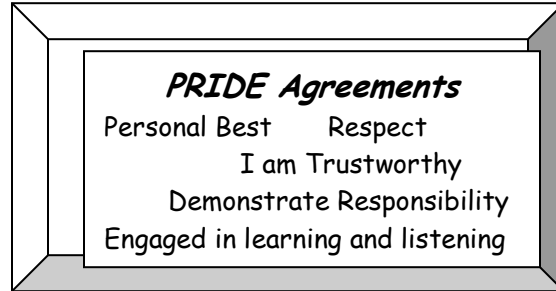 PRIDE Agreements
Personal Best Respect
I am Trustworthy
Demonstrate Responsibility
Engaged in learning and listening